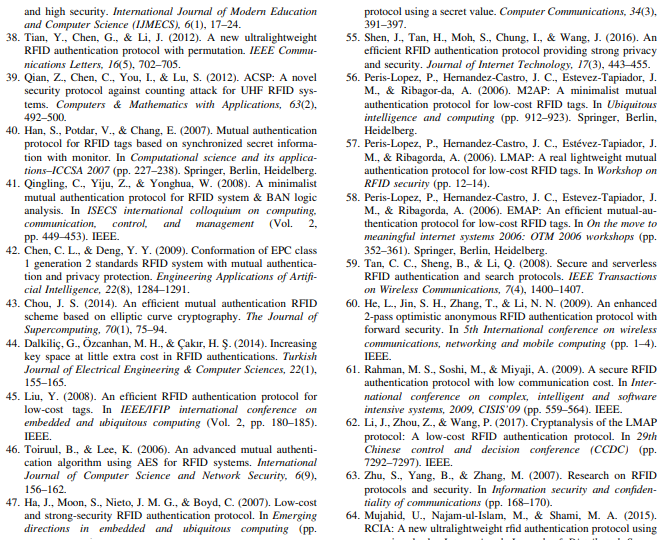 and high security. International Journal of Modern Education
and Computer Science (IJMECS), 6(1), 17–24.
38. Tian, Y., Chen, G., & Li, J. (2012). A new ultralightweight
RFID authentication protocol with permutation. IEEE Commu-
nications Letters, 16(5), 702–705.
39. Qian, Z., Chen, C., You, I., & Lu, S. (2012). ACSP: A novel
security protocol against counting attack for UHF RFID sys-
tems. Computers & Mathematics with Applications, 63(2),
492–500.
40. Han, S., Potdar, V., & Chang, E. (2007). Mutual authentication
protocol for RFID tags based on synchronized secret informa-
tion with monitor. In Computational science and its applica-
tions–ICCSA 2007 (pp. 227–238). Springer, Berlin, Heidelberg.
41. Qingling, C., Yiju, Z., & Yonghua, W. (2008). A minimalist
mutual authentication protocol for RFID system & BAN logic
analysis. In ISECS international colloquium on computing,
communication, control, and management (Vol. 2,
pp. 449–453). IEEE.
42. Chen, C. L., & Deng, Y. Y. (2009). Conformation of EPC class
1 generation 2 standards RFID system with mutual authentica-
tion and privacy protection. Engineering Applications of Artifi-
cial Intelligence, 22(8), 1284–1291.
43. Chou, J. S. (2014). An efficient mutual authentication RFID
scheme based on elliptic curve cryptography. The Journal of
Supercomputing, 70(1), 75–94.
44. Dalkiliç, G., Özcanhan, M. H., & Çakır, H. Ş. (2014). Increasing
key space at little extra cost in RFID authentications. Turkish
Journal of Electrical Engineering & Computer Sciences, 22(1),
155–165.
45. Liu, Y. (2008). An efficient RFID authentication protocol for
low-cost tags. In IEEE/IFIP international conference on
embedded and ubiquitous computing (Vol. 2, pp. 180–185).
IEEE.
46. Toiruul, B., & Lee, K. (2006). An advanced mutual authenti-
cation algorithm using AES for RFID systems. International
Journal of Computer Science and Network Security, 6(9),
156–162.
47. Ha, J., Moon, S., Nieto, J. M. G., & Boyd, C. (2007). Low-cost
and strong-security RFID authentication protocol. In Emerging
directions in embedded and ubiquitous computing (pp.
protocol using a secret value. Computer Communications, 34(3),
391–397.
55. Shen, J., Tan, H., Moh, S., Chung, I., & Wang, J. (2016). An
efficient RFID authentication protocol providing strong privacy
and security. Journal of Internet Technology, 17(3), 443–455.
56. Peris-Lopez, P., Hernandez-Castro, J. C., Estevez-Tapiador, J.
M., & Ribagor-da, A. (2006). M2AP: A minimalist mutual
authentication protocol for low-cost RFID tags. In Ubiquitous
intelligence and computing (pp. 912–923). Springer, Berlin,
Heidelberg.
57. Peris-Lopez, P., Hernandez-Castro, J. C., Estévez-Tapiador, J.
M., & Ribagorda, A. (2006). LMAP: A real lightweight mutual
authentication protocol for low-cost RFID tags. In Workshop on
RFID security (pp. 12–14).
58. Peris-Lopez, P., Hernandez-Castro, J. C., Estevez-Tapiador, J.
M., & Ribagorda, A. (2006). EMAP: An efficient mutual-au-
thentication protocol for low-cost RFID tags. In On the move to
meaningful internet systems 2006: OTM 2006 workshops (pp.
352–361). Springer, Berlin, Heidelberg.
59. Tan, C. C., Sheng, B., & Li, Q. (2008). Secure and serverless
RFID authentication and search protocols. IEEE Transactions
on Wireless Communications, 7(4), 1400–1407.
60. He, L., Jin, S. H., Zhang, T., & Li, N. N. (2009). An enhanced
2-pass optimistic anonymous RFID authentication protocol with
forward security. In 5th International conference on wireless
communications, networking and mobile computing (pp. 1–4).
IEEE.
61. Rahman, M. S., Soshi, M., & Miyaji, A. (2009). A secure RFID
authentication protocol with low communication cost. In Inter-
national conference on complex, intelligent and software
intensive systems, 2009, CISIS'09 (pp. 559–564). IEEE.
62. Li, J., Zhou, Z., & Wang, P. (2017). Cryptanalysis of the LMAP
protocol: A low-cost RFID protocol. In 29th
Chinese control and decision conference (CCDC) (pp.
7292–7297). IEEE.
63. Zhu, S., Yang, B., & Zhang, M. (2007). Research on RFID
protocols and security. In Information security and confiden-
tiality of communications (pp. 168–170).
64. Mujahid, U., Najam-ul-Islam, M., & Shami, M. A. (2015).
RCIA: A new ultralightweight rfid authentication protocol using